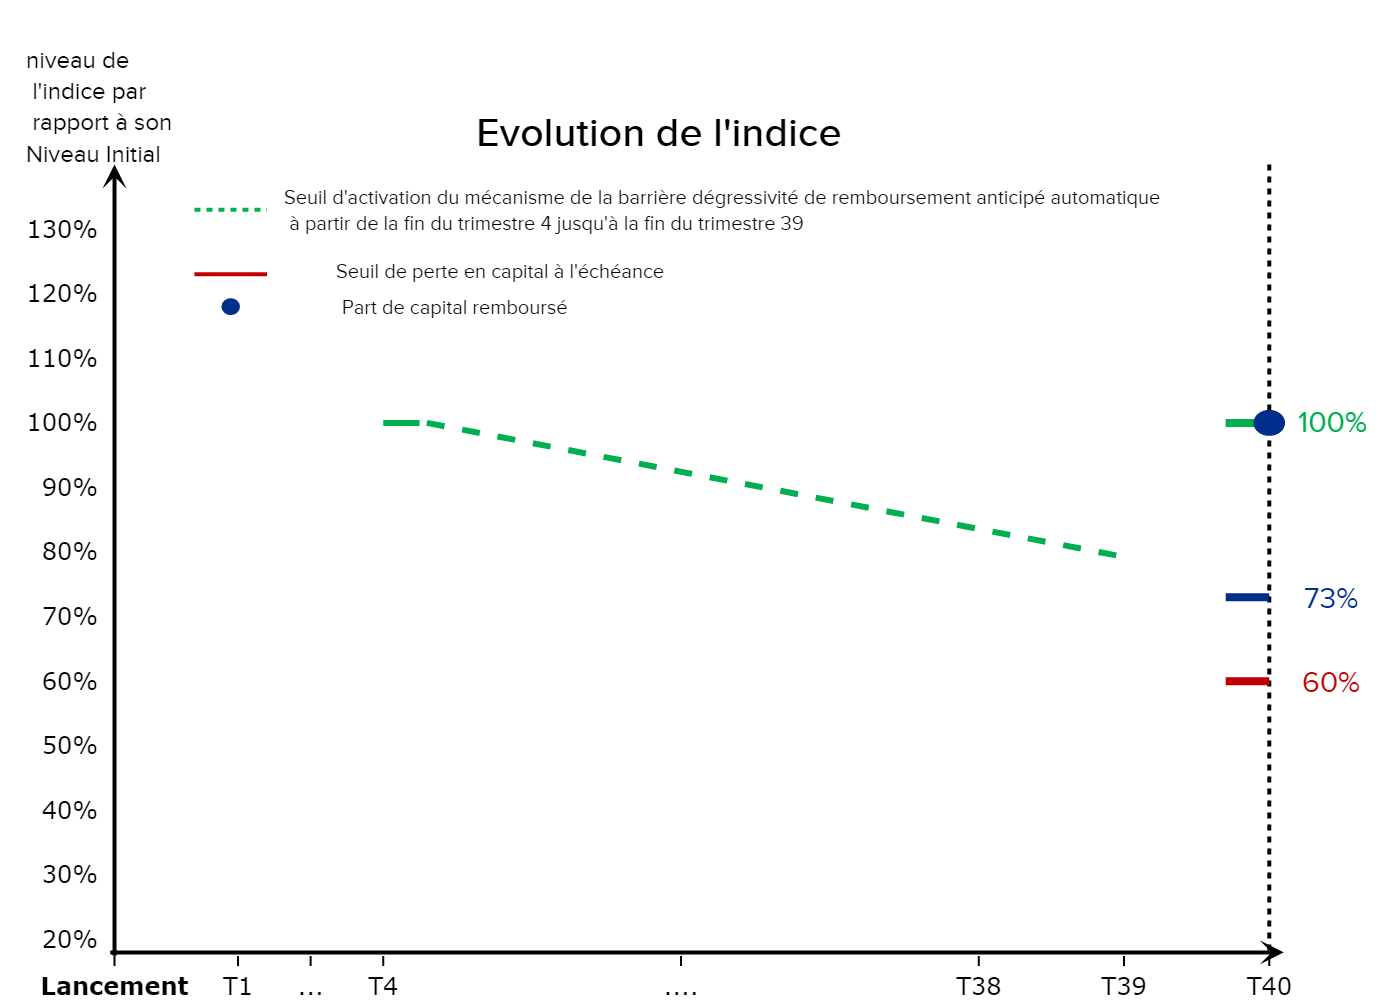 niveau de
l'indice par
rapport à son
Niveau Initial
Evolution de l'indice
Seuil d'activation du mécanisme de la barrière dégressivité de remboursement anticipé automatique
à partir de la fin du trimestre 4 jusqu'à la fin du trimestre 39
Seuil de perte en capital à l'échéance
Part de capital remboursé
130%
120%
110%
100%
90%
80%
70%
60%
50%
40%
30%
20%
100%
73%
60%
Lancement T1 ... T4 .... T38 T39 T40